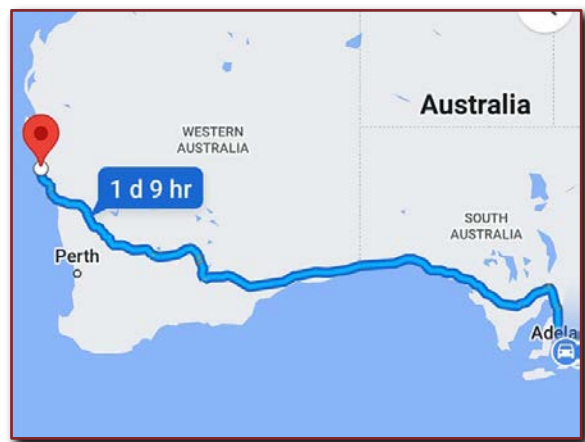 Australia
WESTERN
AUSTRALIA
1 d 9 hr
SOUTH
AUSTRALIA
Perth
Adela